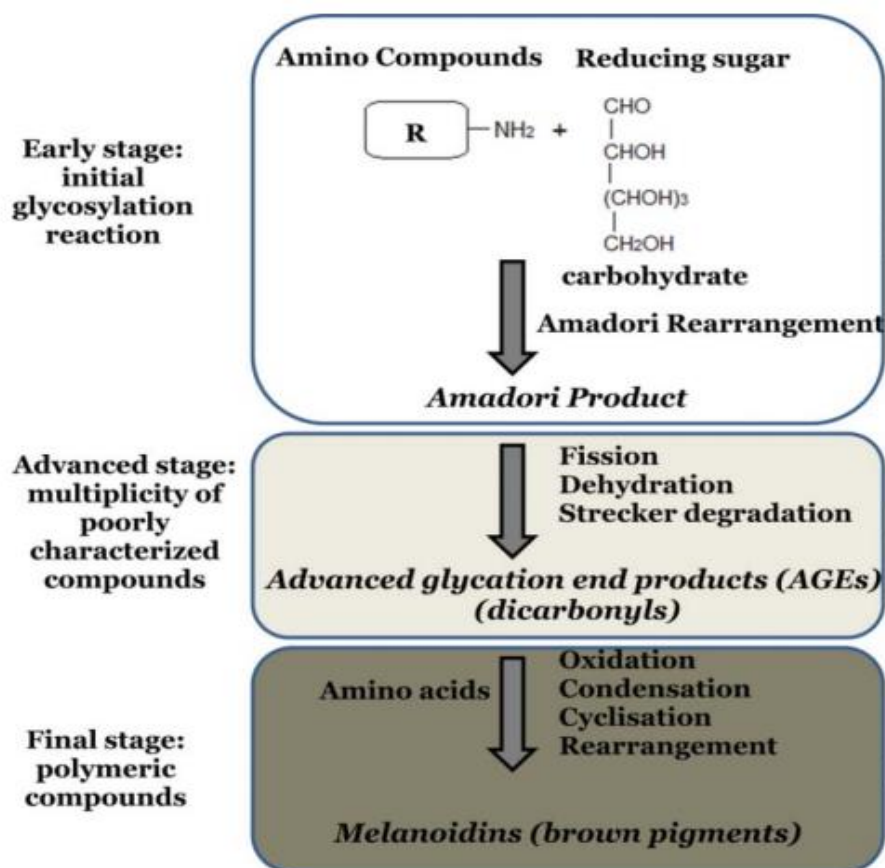 Amino Compounds
Reducing sugar
R
—NH₂ +
CHO
CHOH
(CHOH)₃
CH₂OH
carbohydrate
Early stage:
initial
glycosylation
reaction
Amadori Rearrangement
Amadori Product
Advanced stage:
multiplicity of
poorly
characterized
compounds
Fission
Dehydration
Strecker degradation
Advanced glycation end products (AGEs)
(dicarbonyls)
Final stage:
polymeric
compounds
Amino acids
Oxidation
Condensation
Cyclisation
Rearrangement
Melanoidins (brown pigments)